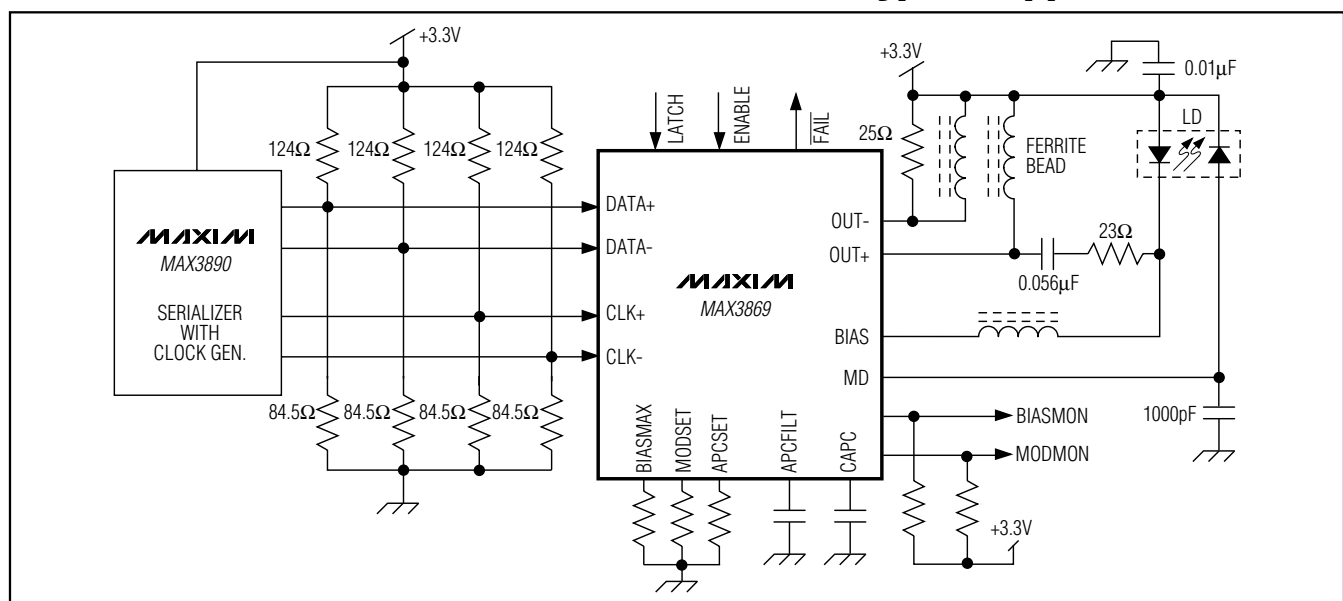 +3.3V
124Ω 124Ω 124Ω 124Ω
MAXIM
MAX3890
SERIALIZER
WITH
CLOCK GEN.
84.5Ω 84.5Ω 84.5Ω 84.5Ω
LATCH
ENABLE
FAIL
DATA+
DATA-
CLK+
CLK-
MAXIM
MAX3869
OUT-
OUT+
BIAS
MD
BIASMAX
MODSET
APCSET
APCFILT
CAPC
+3.3V
25Ω
FERRITE
BEAD
0.01µF
LD
23Ω
0.056µF
1000pF
BIASMON
MODMON
+3.3V